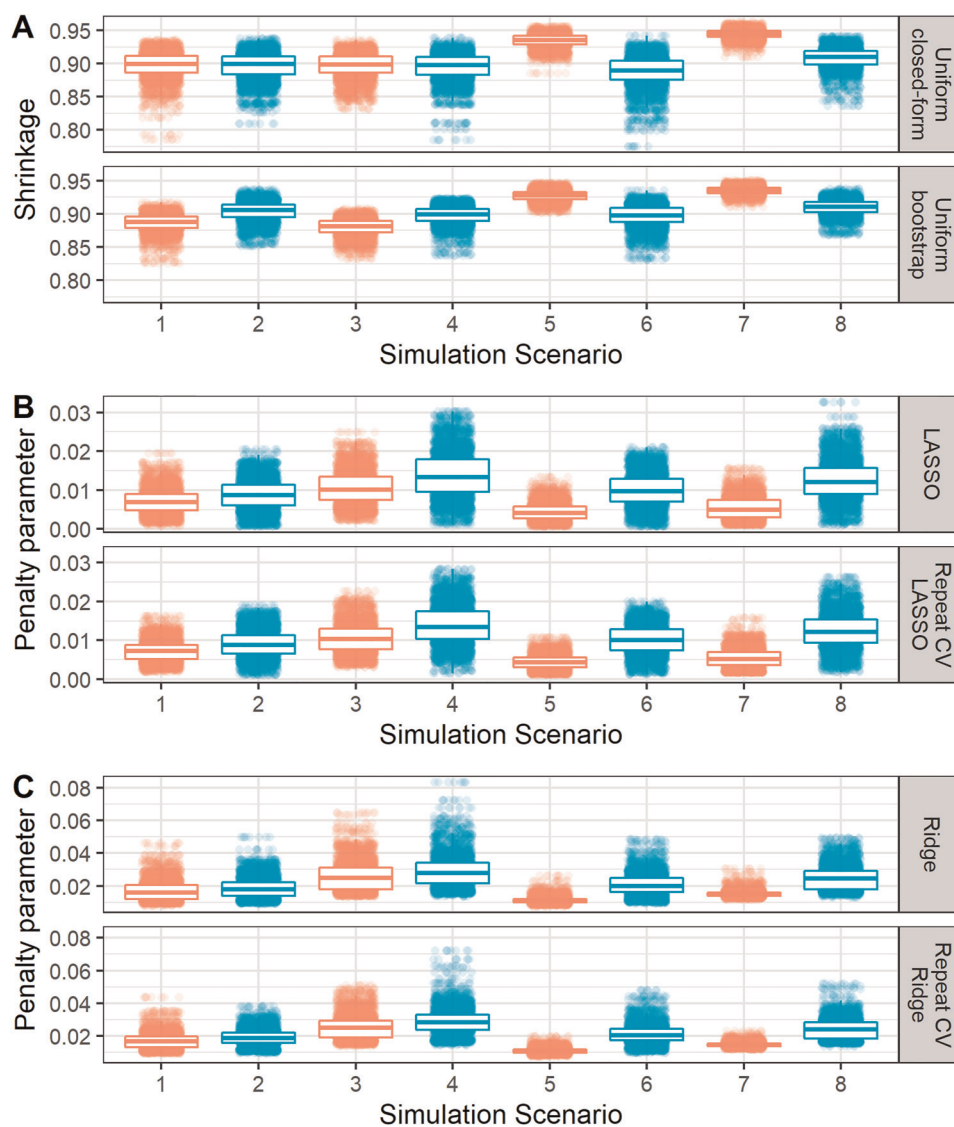 A
Shrinkage
0.95
0.90
0.85
0.80
Uniform
closed-form
0.95
0.90
0.85
0.80
Uniform
bootstrap
1 2 3 4 5 6 7 8
Simulation Scenario
B
Penalty parameter
0.03
0.02
0.01
0.00
LASSO
Penalty parameter
0.03
0.02
0.01
0.00
Repeat CV
LASSO
1 2 3 4 5 6 7 8
Simulation Scenario
C
Penalty parameter
0.08
0.06
0.04
0.02
Ridge
Penalty parameter
0.08
0.06
0.04
0.02
Repeat CV
Ridge
1 2 3 4 5 6 7 8
Simulation Scenario